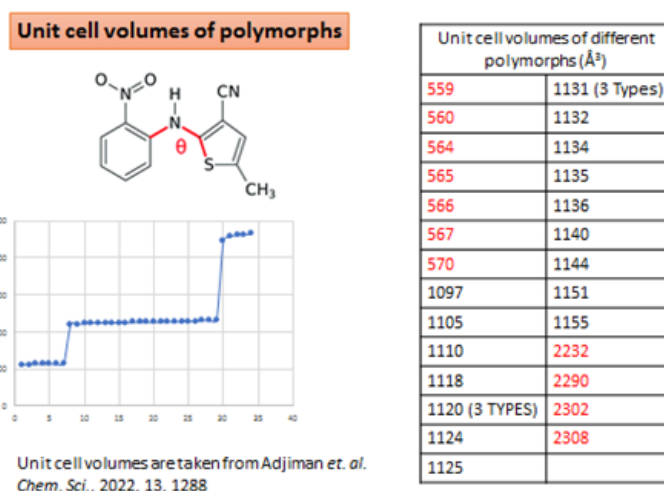 Unit cell volumes of polymorphs
O
N
O
H
N
CN
θ
S
CH₃
0
5
10
15
20
25
30
35
40
Unit cell volumes are taken from Adjiman et. al.
Chem. Sci., 2022, 13, 1288
Unit cell volumes of different
polymorphs (Å³)
559 1131 (3 Types)
560 1132
564 1134
565 1135
566 1136
567 1140
570 1144
1097 1151
1105 1155
1110 2232
1118 2290
1120 (3 TYPES) 2302
1124 2308
1125